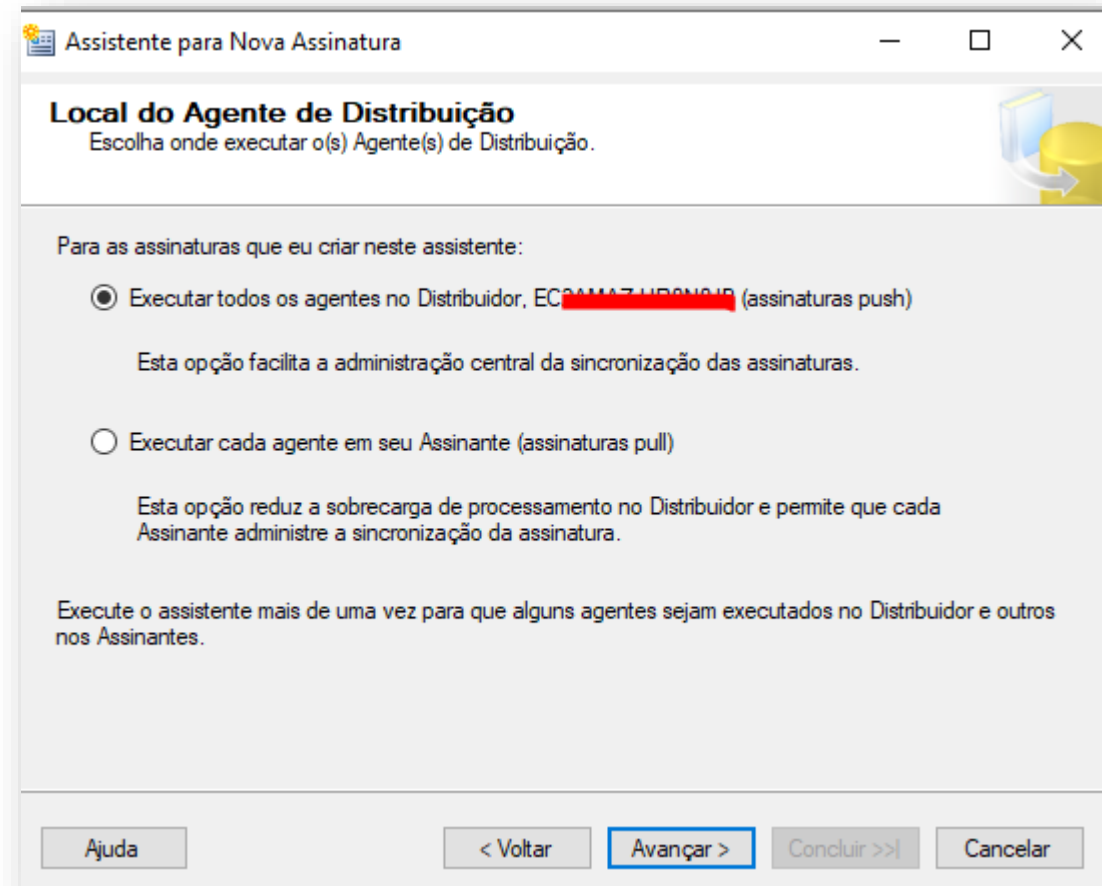 Assistente para Nova Assinatura
Local do Agente de Distribuição
Escolha onde executar o(s) Agente(s) de Distribuição.
Para as assinaturas que eu criar neste assistente:
Executar todos os agentes no Distribuidor, (assinaturas push)
Esta opção facilita a administração central da sincronização das assinaturas.
Executar cada agente em seu Assinante (assinaturas pull)
Esta opção reduz a sobrecarga de processamento no Distribuidor e permite que cada
Assinante administre a sincronização da assinatura.
Execute o assistente mais de uma vez para que alguns agentes sejam executados no Distribuidor e outros
nos Assinantes.
Ajuda
< Voltar
Avançar >
Concluir >>|
Cancelar